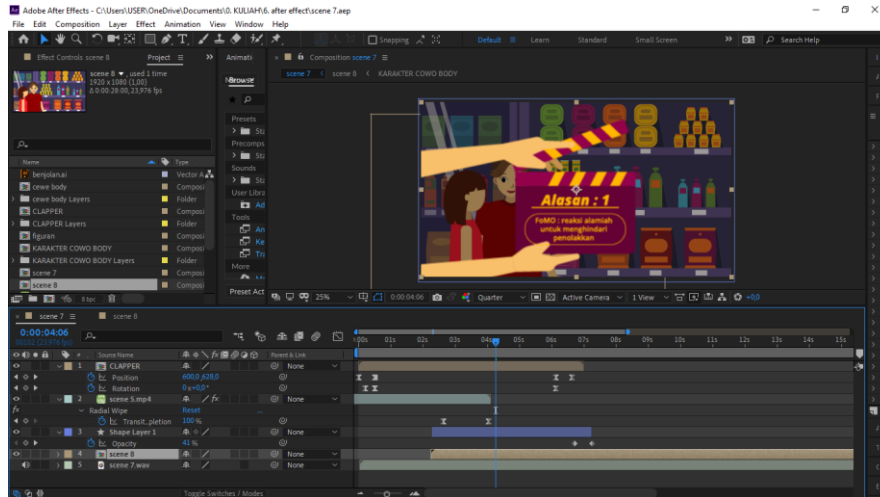 Adobe After Effects - C:\Users\USER\OneDrive\Documents\0. KULIAH\6. after effect\scene 7.aep
File Edit Composition Layer Effect Animation View Window Help
Snapping Default Learn Standard Small Screen Search Help
Effect Controls scene 8 Project
scene 8 , used 1 time
1920 x 1080 (1,00)
Δ 0:00:28:00, 23,976 fps
Name Type
benjolan.ai Vector A
cewe body Composi
cewe body Layers Folder
CLAPPER Composi
CLAPPER Layers Folder
figuran Composi
KARAKTER COWO BODY Composi
KARAKTER COWO BODY Layers Folder
scene 7 Composi
scene 8 Composi
8 bpc
Animati
Browse
Presets
Sta
Precomps
Sta
Sounds
Sta
User Libra
Ad
Tools
An
Ke
Tra
More
Preset Act
Composition scene 7
scene 7 scene 8 KARAKTER COWO BODY
Alasan : 1
FoMO : reaksi alamiah
untuk menghindari
penolakkan
25% 0:00:04:06 Quarter Active Camera 1 View +0,0
scene 7 scene 8
0:00:04:06
00102 (23.976 fps)
# Source Name Parent & Link
1 CLAPPER None
Position 600,0,628,0
Rotation 0x+0,0°
2 scene 5.mp4 None
Radial Wipe Reset
Transit...pletion 100%
3 Shape Layer 1 None
Opacity 41%
4 scene 8 None
5 scene 7.wav None
:00s 01s 02s 03s 04s 05s 06s 07s 08s 09s 10s 11s 12s 13s 14s 15s
Toggle Switches / Modes